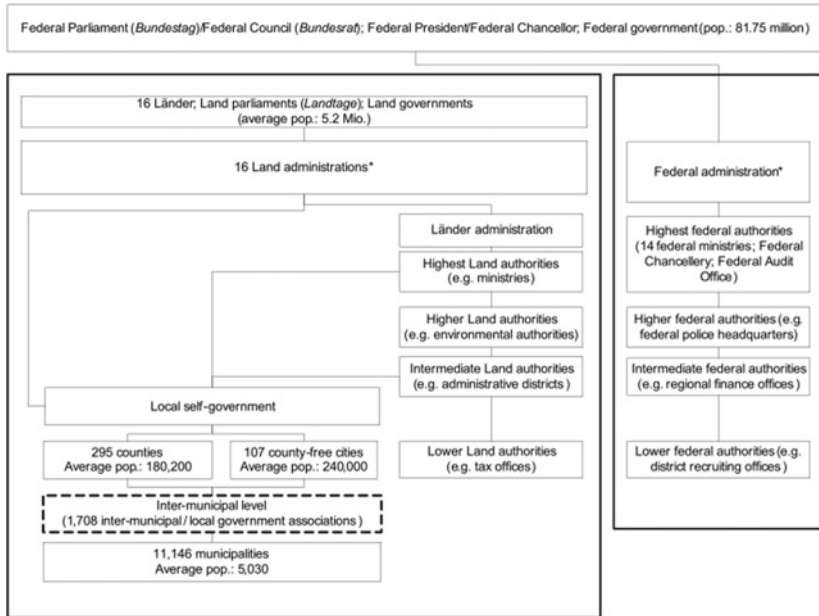 Federal Parliament (Bundestag)/Federal Council (Bundesrat); Federal President/Federal Chancellor; Federal government (pop.: 81.75 million)
16 Länder; Land parliaments (Landtage); Land governments
(average pop.: 5.2 Mio.)
16 Land administrations*
Länder administration
Highest Land authorities
(e.g. ministries)
Higher Land authorities
(e.g. environmental authorities)
Intermediate Land authorities
(e.g. administrative districts)
Lower Land authorities
(e.g. tax offices)
Local self-government
295 counties
Average pop.: 180,200
107 county-free cities
Average pop.: 240,000
Inter-municipal level
(1,708 inter-municipal / local government associations)
11,146 municipalities
Average pop.: 5,030
Federal administration*
Highest federal authorities
(14 federal ministries; Federal
Chancellery; Federal Audit
Office)
Higher federal authorities (e.g.
federal police headquarters)
Intermediate federal authorities
(e.g. regional finance offices)
Lower federal authorities (e.g.
district recruiting offices)